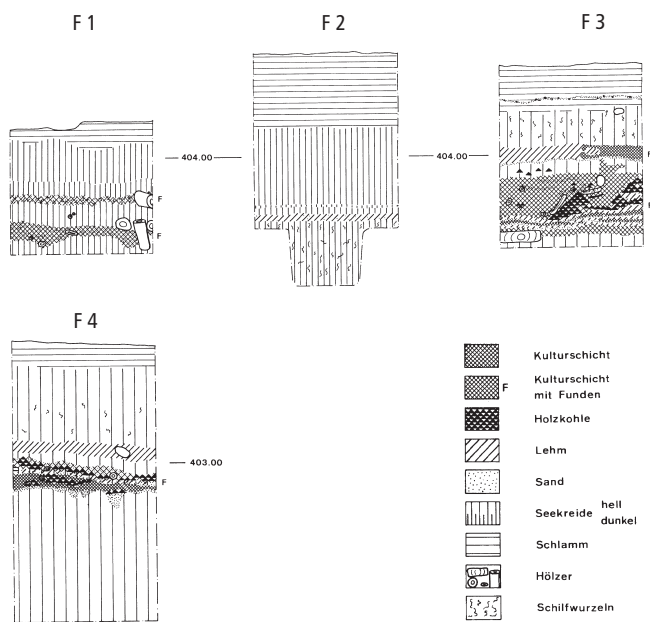 F 1
F 2
F 3
404.00
404.00
F
F
F
F
F 4
403.00
F
Kulturschicht
F Kulturschicht
mit Funden
Holzkohle
Lehm
Sand
Seekreide hell
dunkel
Schlamm
Hölzer
Schilfwurzeln